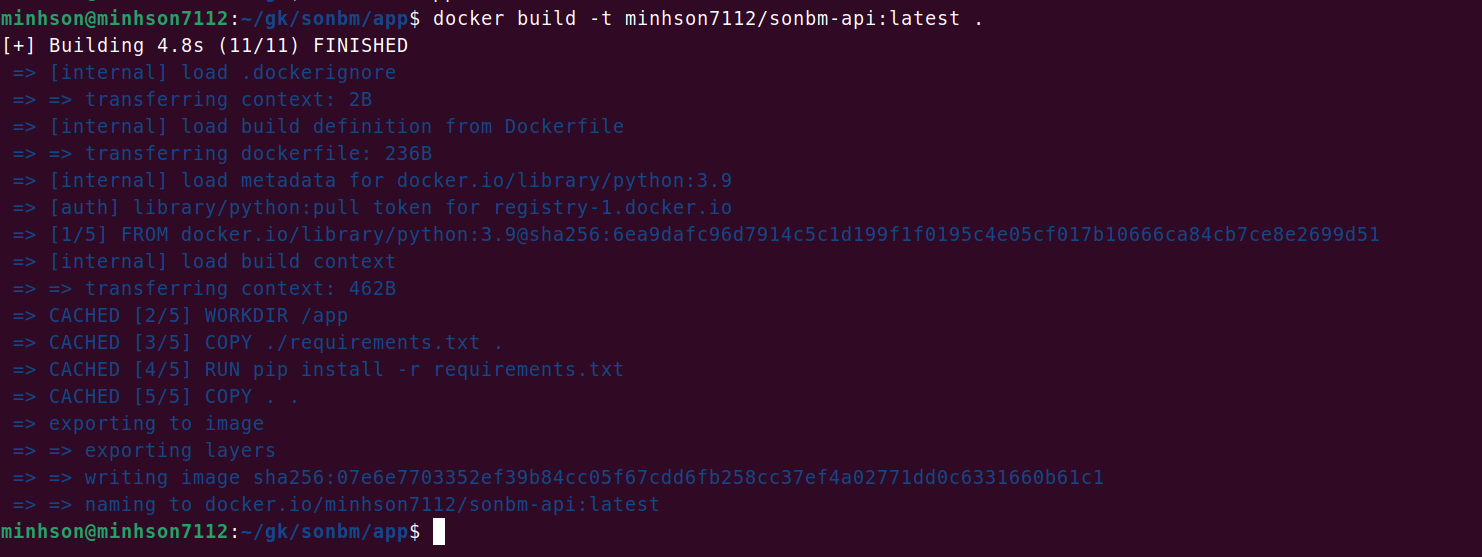 minhson@minhson7112:~/gk/sonbm/app$ docker build -t minhson7112/sonbm-api:latest .
[+] Building 4.8s (11/11) FINISHED
=> [internal] load .dockerignore
=> => transferring context: 2B
=> [internal] load build definition from Dockerfile
=> => transferring dockerfile: 236B
=> [internal] load metadata for docker.io/library/python:3.9
=> [auth] library/python:pull token for registry-1.docker.io
=> [1/5] FROM docker.io/library/python:3.9@sha256:6ea9dafc96d7914c5c1d199f1f0195c4e05cf017b10666ca84cb7ce8e2699d51
=> [internal] load build context
=> => transferring context: 462B
=> CACHED [2/5] WORKDIR /app
=> CACHED [3/5] COPY ./requirements.txt .
=> CACHED [4/5] RUN pip install -r requirements.txt
=> CACHED [5/5] COPY . .
=> exporting to image
=> => exporting layers
=> => writing image sha256:07e6e7703352ef39b84cc05f67cdd6fb258cc37ef4a02771dd0c6331660b61c1
=> => naming to docker.io/minhson7112/sonbm-api:latest
minhson@minhson7112:~/gk/sonbm/app$